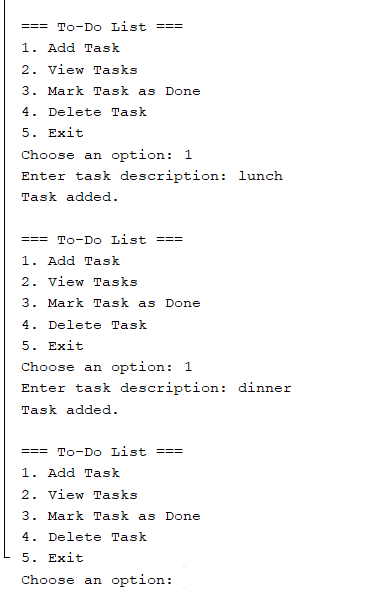 === To-Do List ===
1. Add Task
2. View Tasks
3. Mark Task as Done
4. Delete Task
5. Exit
Choose an option: 1
Enter task description: lunch
Task added.

=== To-Do List ===
1. Add Task
2. View Tasks
3. Mark Task as Done
4. Delete Task
5. Exit
Choose an option: 1
Enter task description: dinner
Task added.

=== To-Do List ===
1. Add Task
2. View Tasks
3. Mark Task as Done
4. Delete Task
5. Exit
Choose an option: